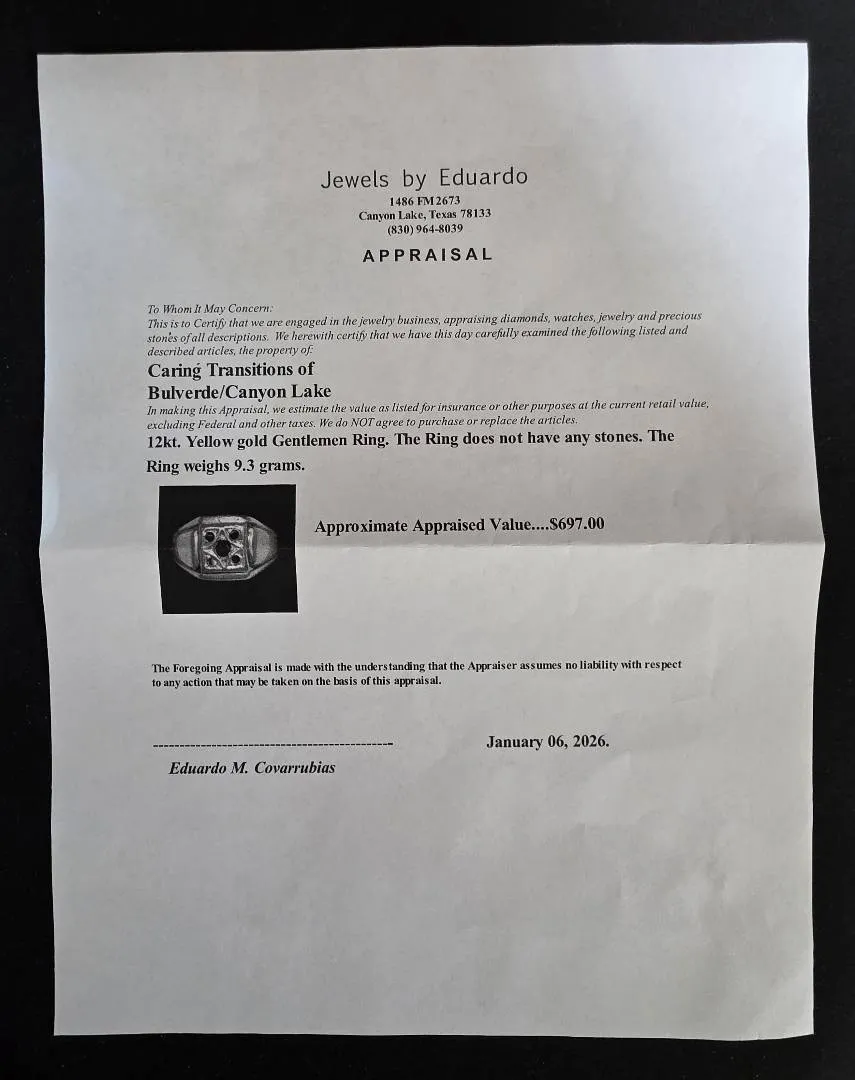 Jewels by Eduardo
1486 FM 2673
Canyon Lake, Texas 78133
(830) 964-8039
APPRAISAL
To Whom It May Concern:
This is to Certify that we are engaged in the jewelry business, appraising diamonds, watches, jewelry and precious
stones of all descriptions. We herewith certify that we have this day carefully examined the following listed and
described articles, the property of:
Caring Transitions of
Bulverde/Canyon Lake
In making this Appraisal, we estimate the value as listed for insurance or other purposes at the current retail value,
excluding Federal and other taxes. We do NOT agree to purchase or replace the articles.
12kt. Yellow gold Gentlemen Ring. The Ring does not have any stones. The
Ring weighs 9.3 grams.
Approximate Appraised Value....$697.00
The Foregoing Appraisal is made with the understanding that the Appraiser assumes no liability with respect
to any action that may be taken on the basis of this appraisal.
January 06, 2026.
Eduardo M. Covarrubias